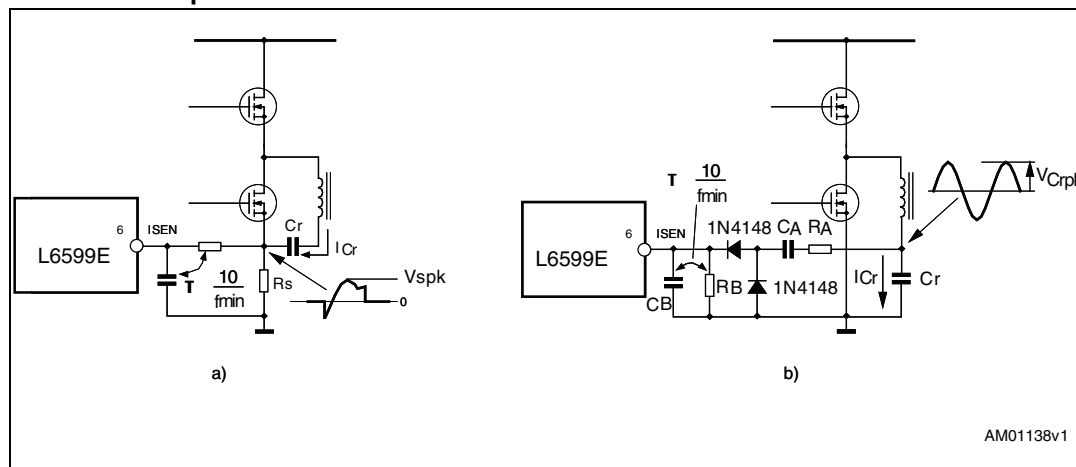 6
ISEN
L6599E
T
10
fmin
Cr
ICr
Rs
Vspk
0
a)
T
10
fmin
6
ISEN
L6599E
1N4148
CA
RA
CB
RB
1N4148
ICr
Cr
VCrpk
b)
AM01138v1